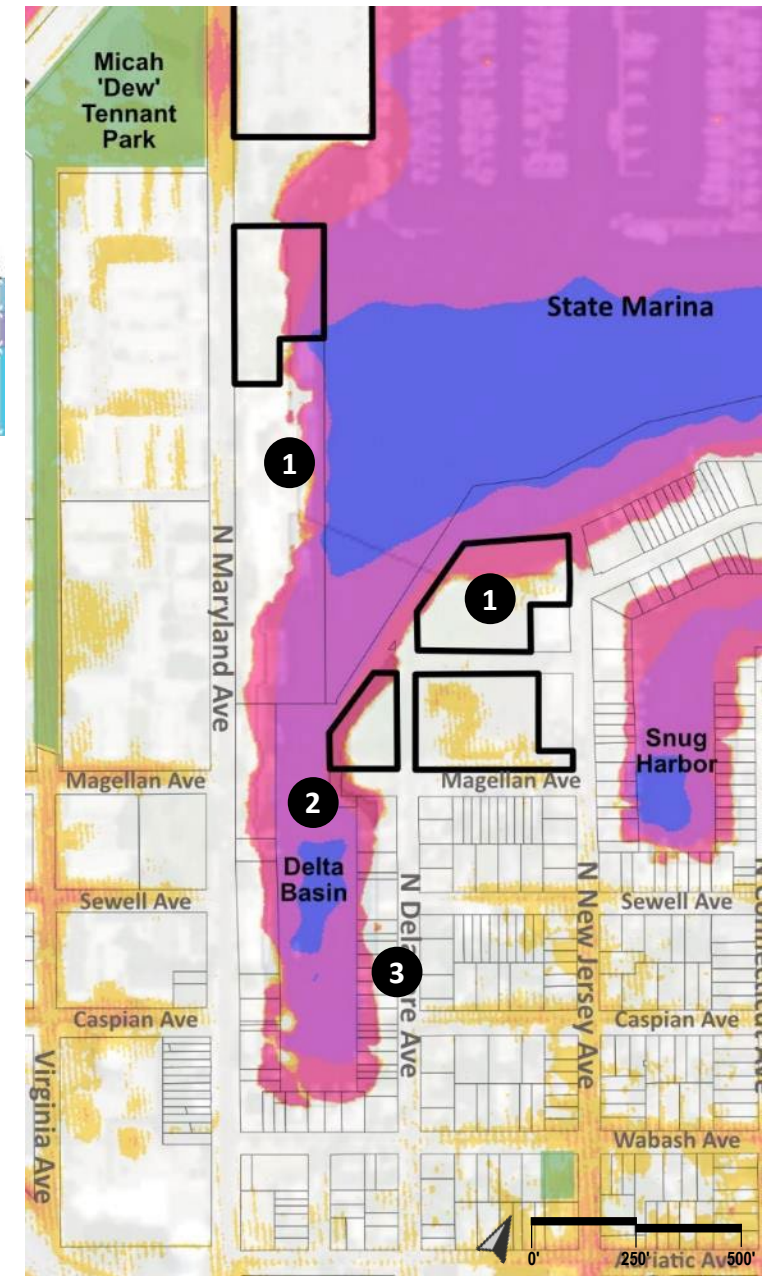 Micah
'Dew'
Tennant
Park
State Marina
1
N Maryland Ave
1
Snug
Harbor
Magellan Ave
Magellan Ave
2
Delta
Basin
Sewell Ave
Sewell Ave
N New Jersey Ave
3
Caspian Ave
Caspian Ave
Virginia Ave
Wabash Ave
0'
250'
500'